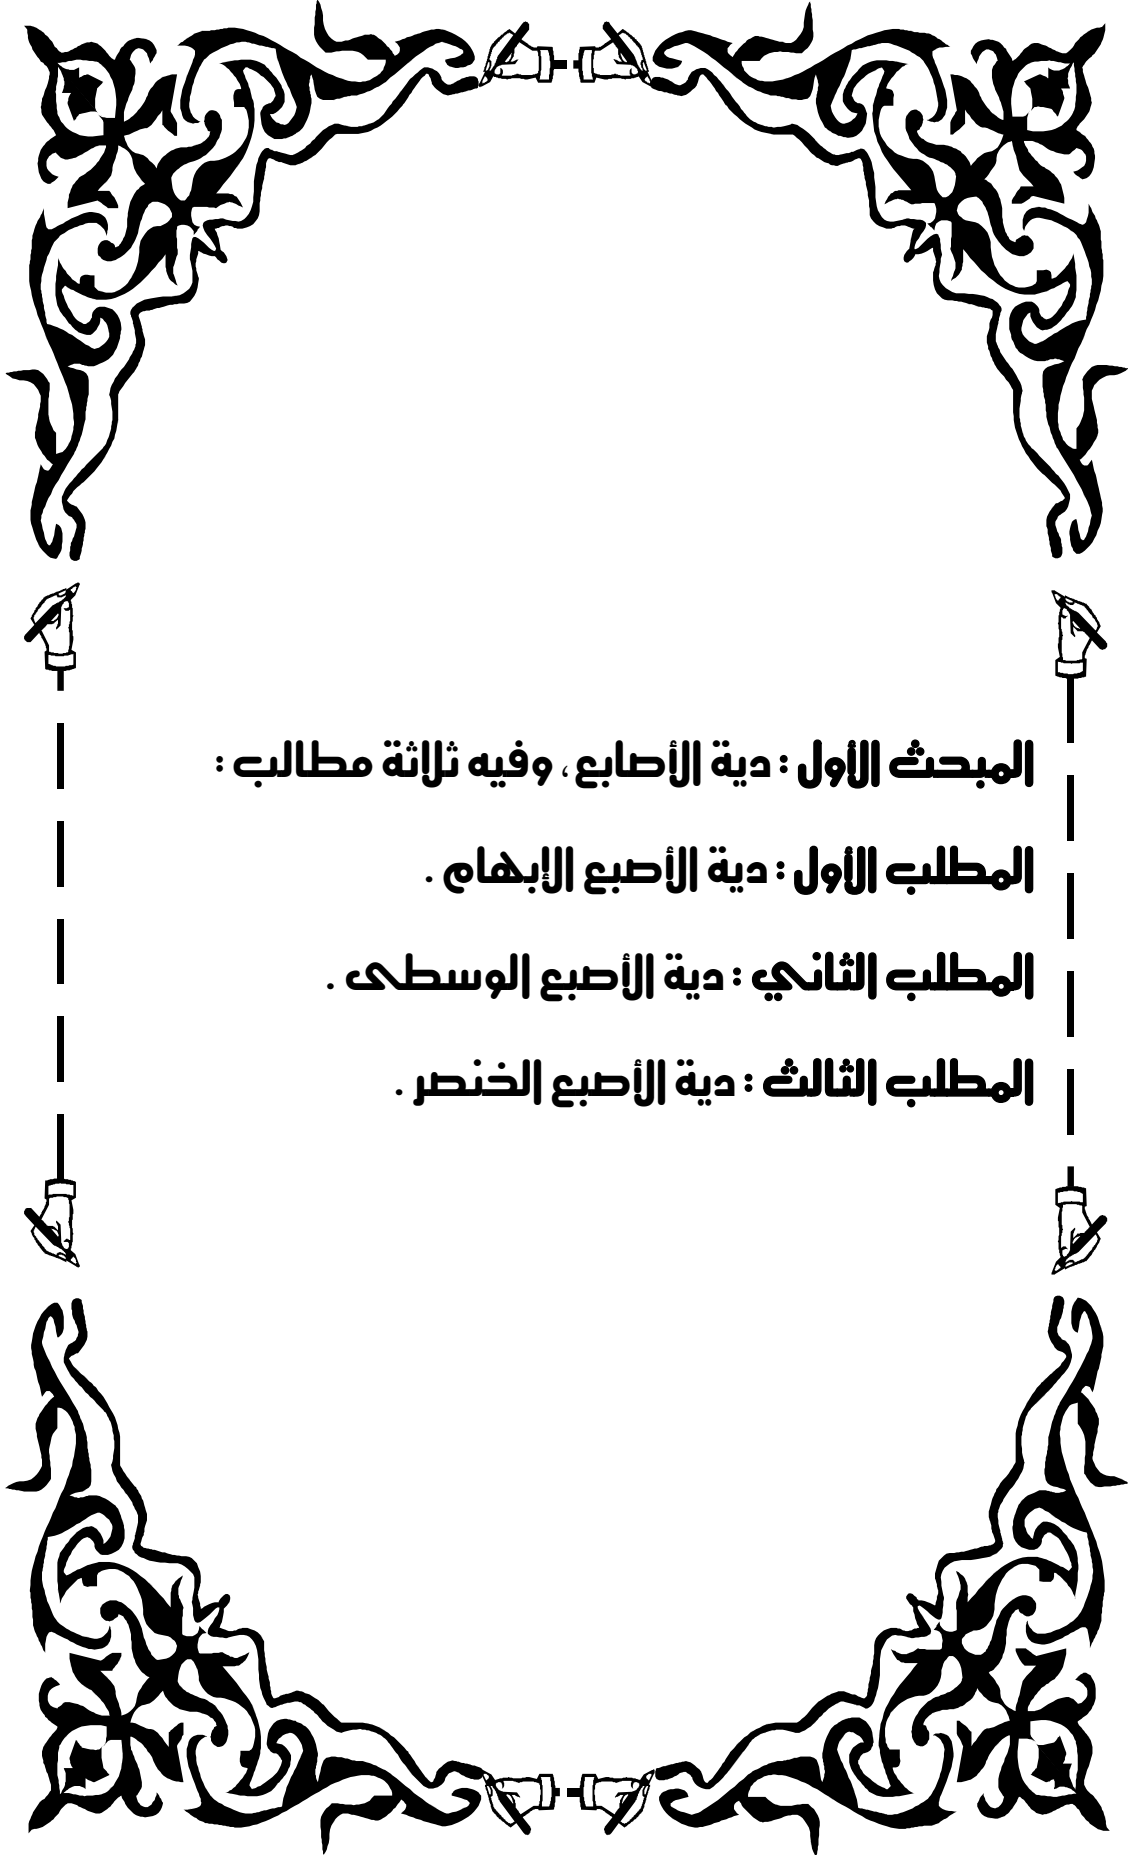 المبحث الأول : دية الأصابع ، وفيه ثلاثة مطالب :
المطلب الأول : دية الأصبع الإبهام .
المطلب الثاني : دية الأصبع الوسطى .
المطلب الثالث : دية الأصبع الخنصر .